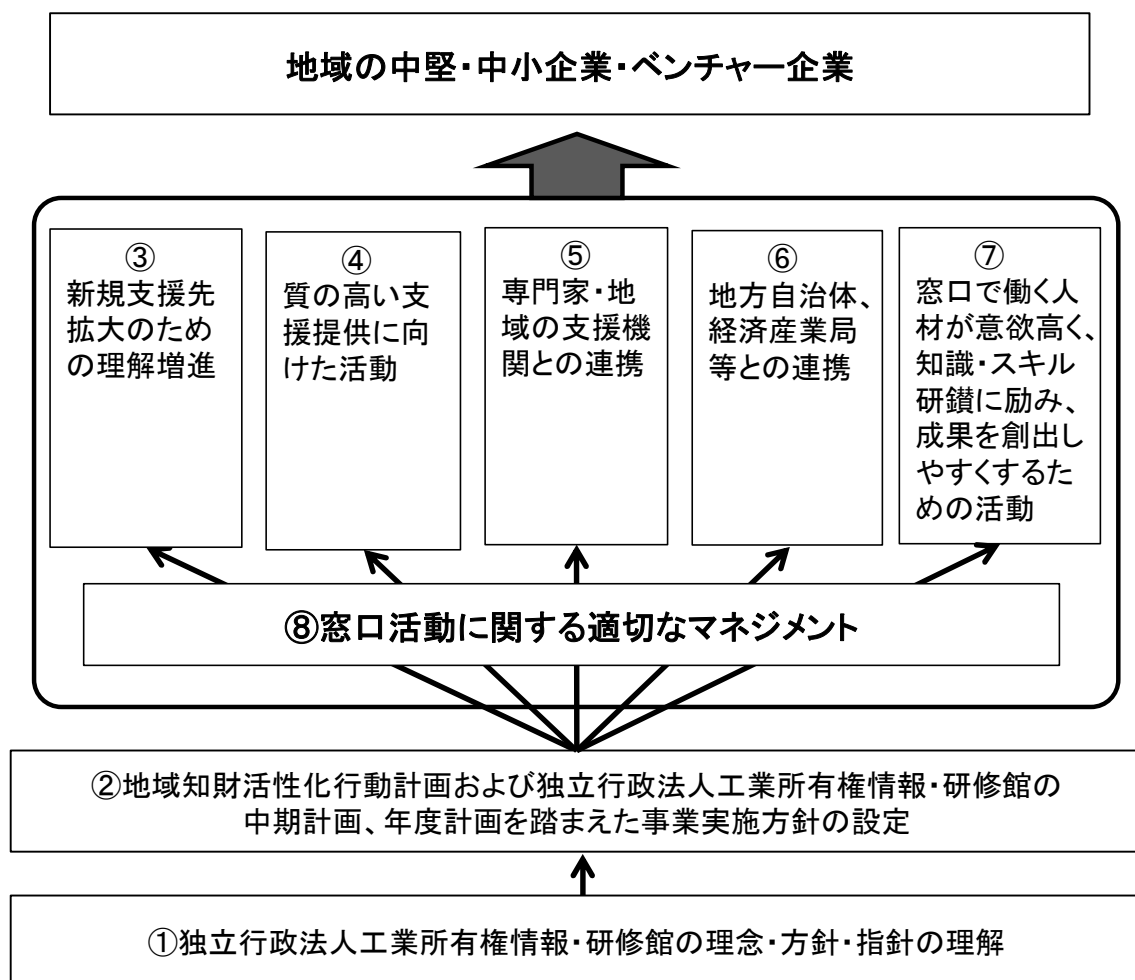 地域の中堅・中小企業・ベンチャー企業
③
新規支援先
拡大のため
の理解増進
④
質の高い支
援提供に向
けた活動
⑤
専門家・地
域の支援機
関との連携
⑥
地方自治体、
経済産業局
等との連携
⑦
窓口で働く人
材が意欲高く、
知識・スキル
研鑚に励み、
成果を創出し
やすくするた
めの活動
⑧窓口活動に関する適切なマネジメント
②地域知財活性化行動計画および独立行政法人工業所有権情報・研修館の
中期計画、年度計画を踏まえた事業実施方針の設定
①独立行政法人工業所有権情報・研修館の理念・方針・指針の理解